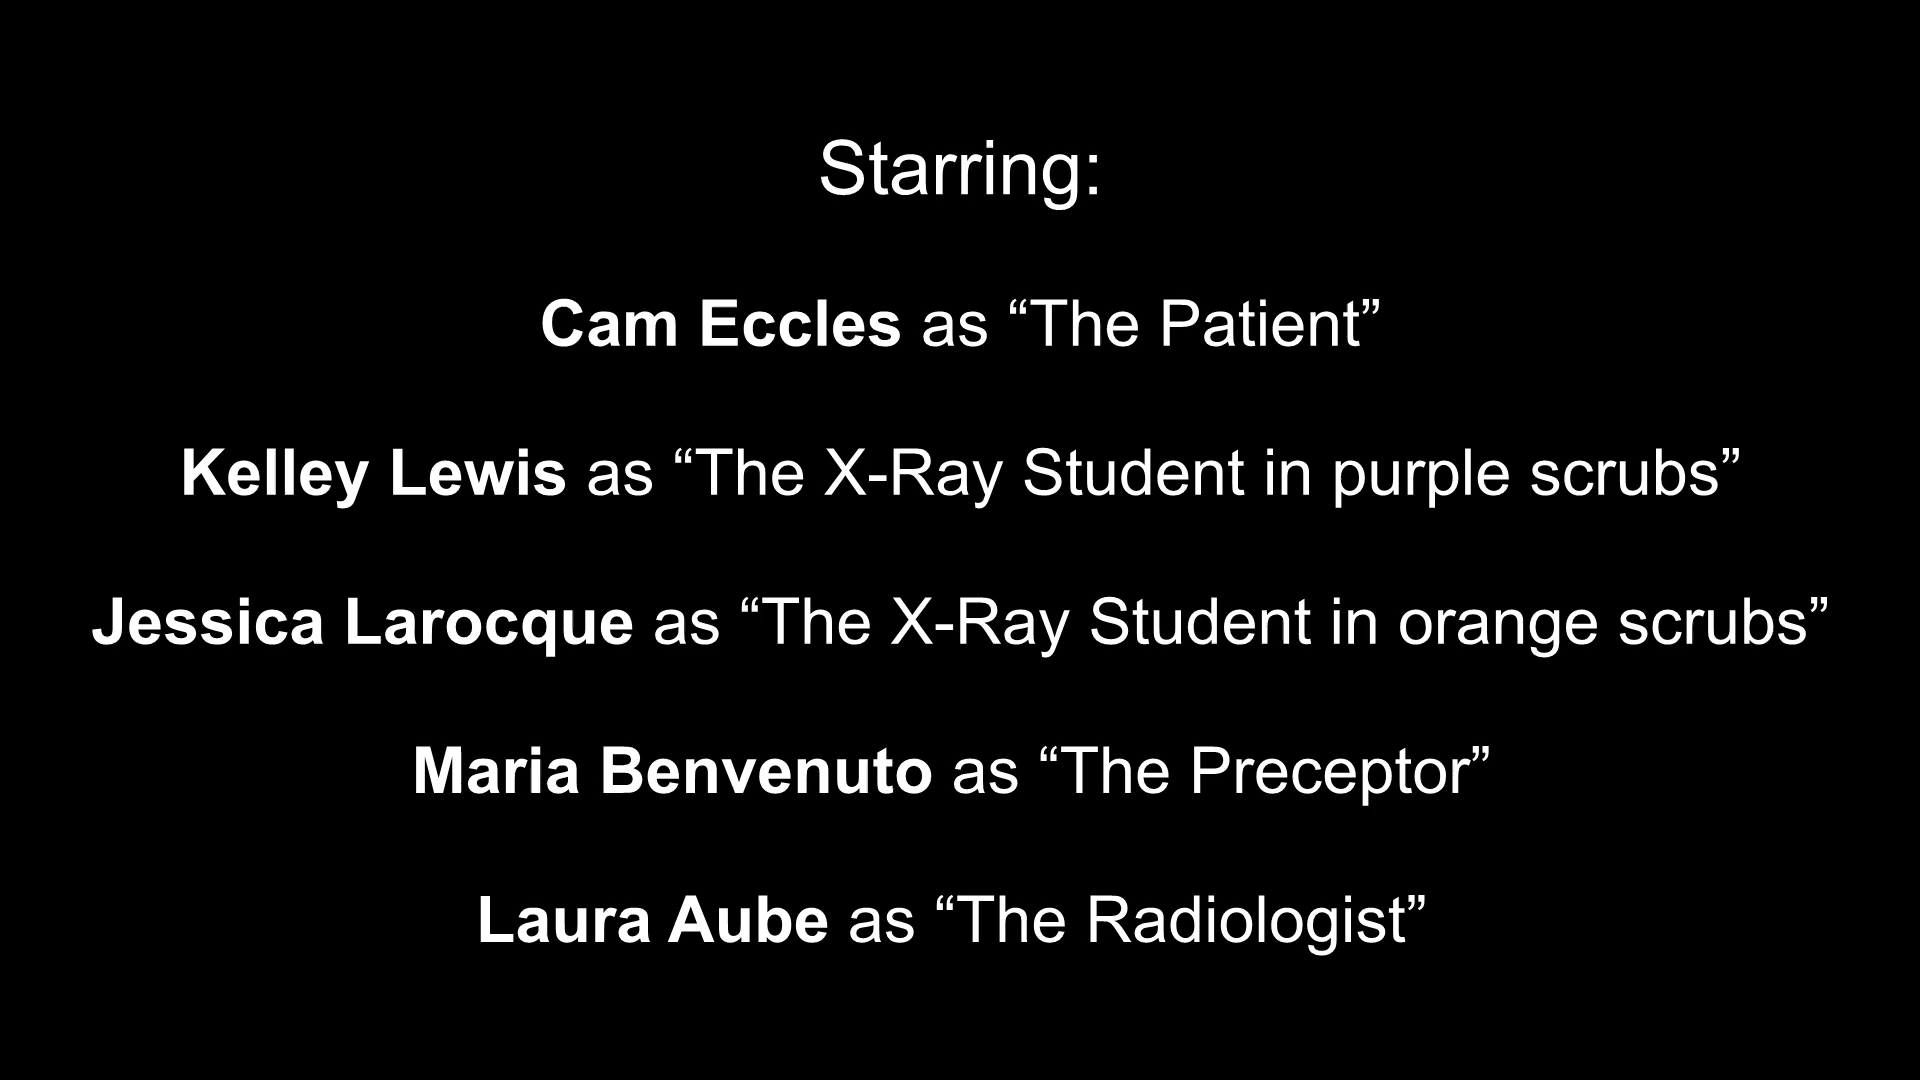 Starring:
Cam Eccles as “The Patient”
Kelley Lewis as “The X-Ray Student in purple scrubs”
Jessica Larocque as “The X-Ray Student in orange scrubs”
Maria Benvenuto as “The Preceptor”
Laura Aube as “The Radiologist”